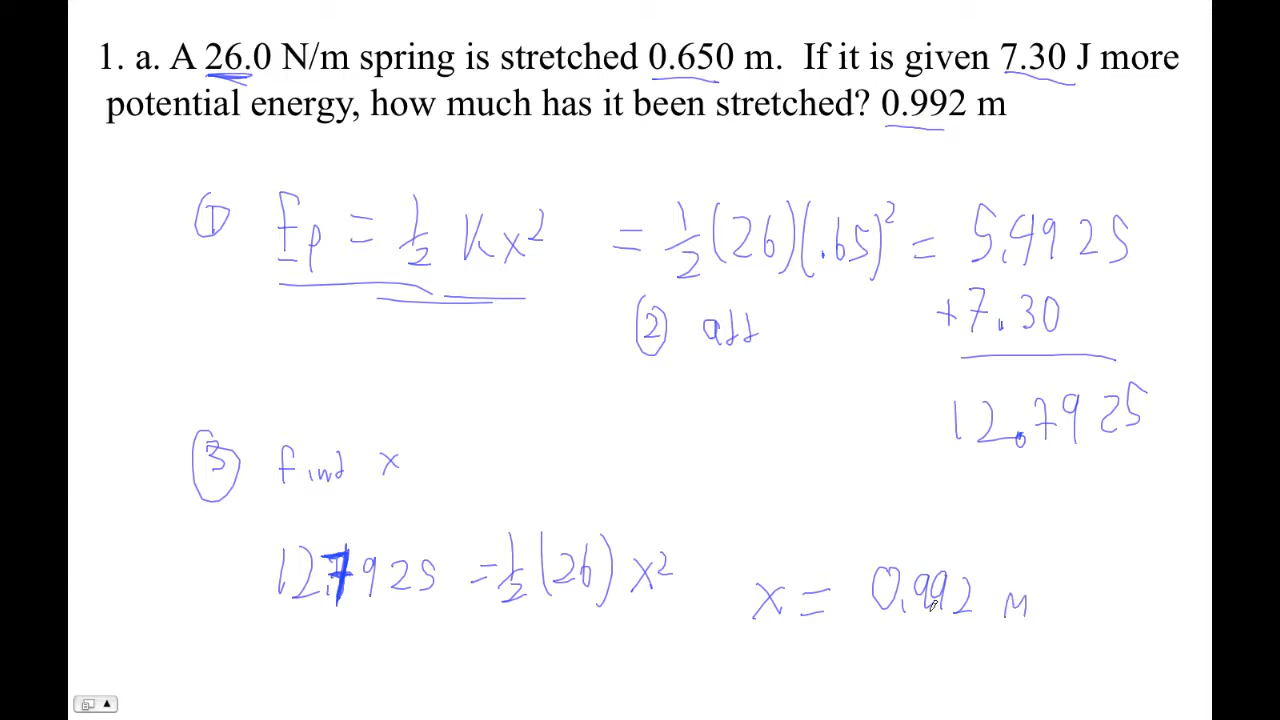 1. a. A 26.0 N/m spring is stretched 0.650 m. If it is given 7.30 J more
potential energy, how much has it been stretched? 0.992 m
① Ep = 1/2 Kx² = 1/2 (26)(.65)² = 5.4925
② add +7.30
12.7925
③ find x
12.7925 = 1/2 (26) x² x = 0.992 m